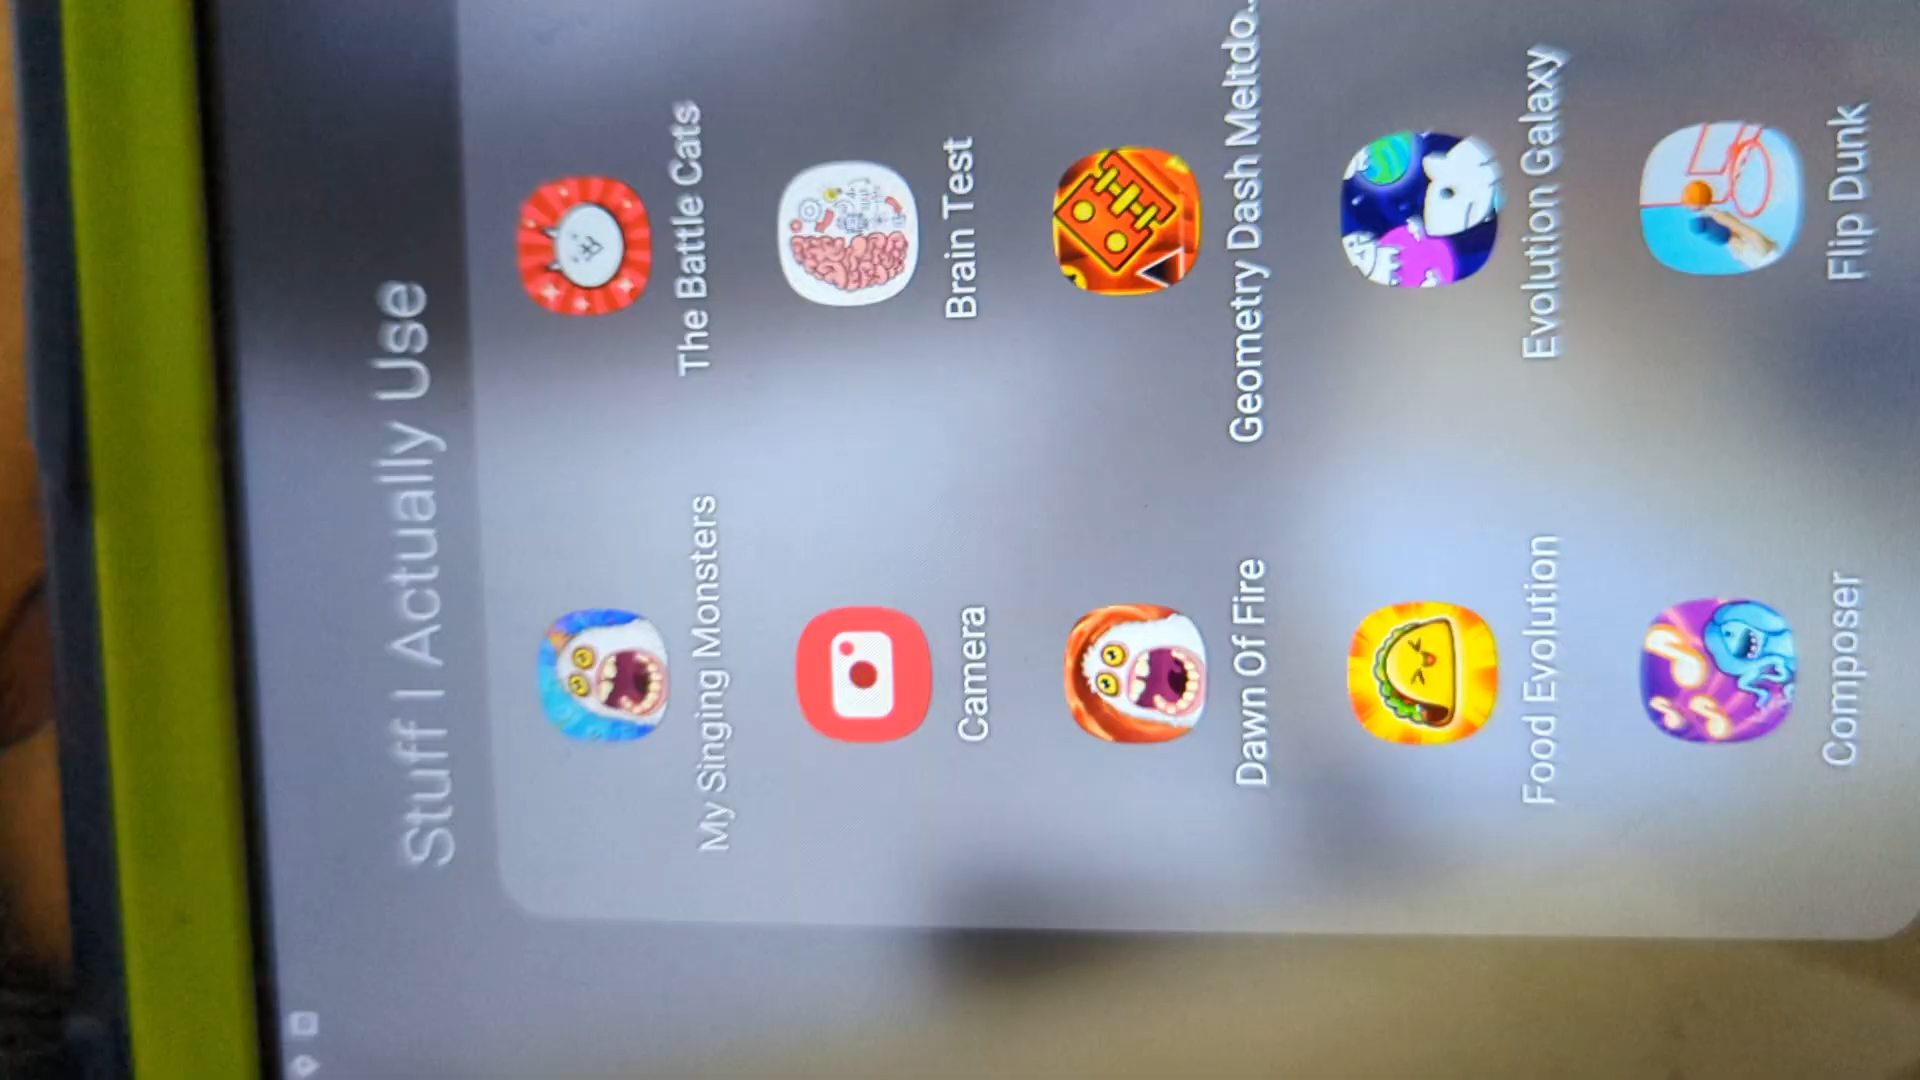 Stuff I Actually Use
My Singing Monsters
The Battle Cats
Camera
Brain Test
Dawn Of Fire
Geometry Dash Meltdo...
Food Evolution
Evolution Galaxy
Composer
Flip Dunk